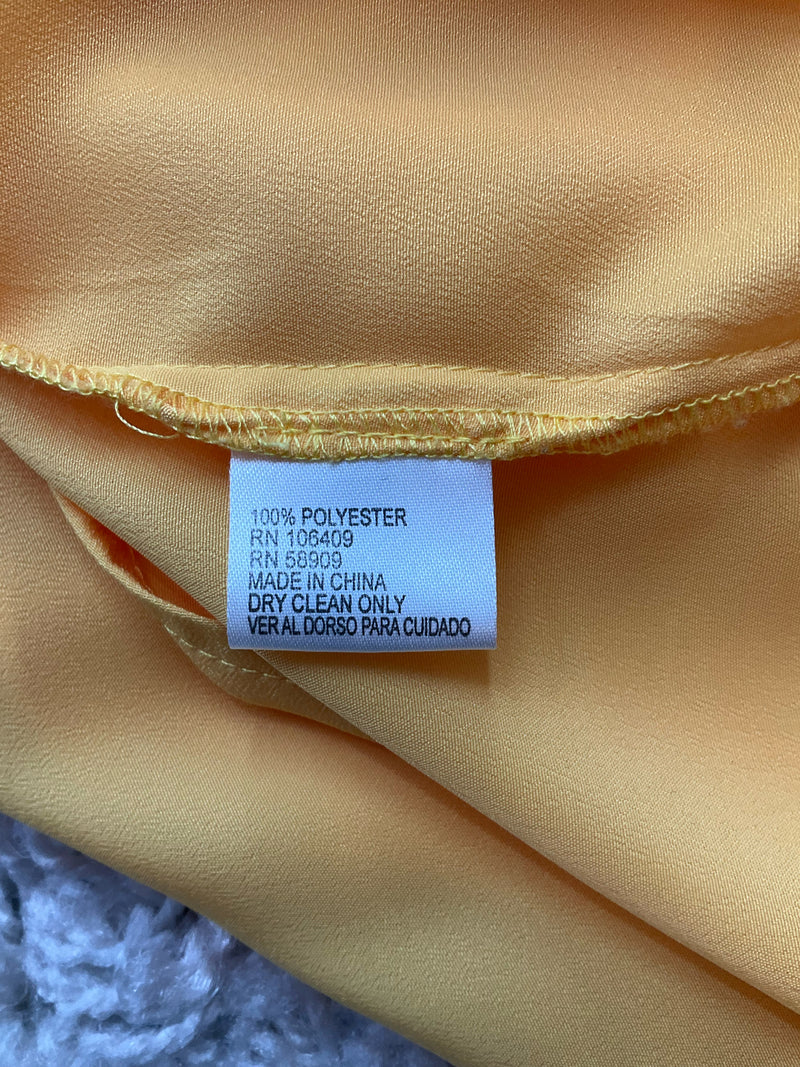 100% POLYESTER
RN 106409
RN 58909
MADE IN CHINA
DRY CLEAN ONLY
VER AL DORSO PARA CUIDADO